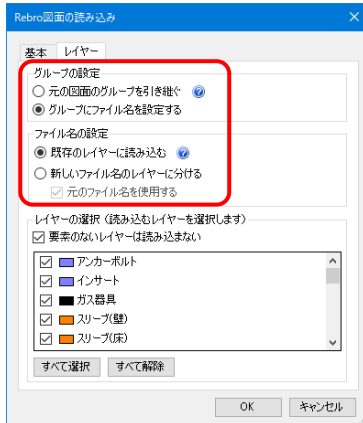 Rebro図面の読み込み
基本 レイヤー
グループの設定
元の図面のグループを引き継ぐ
グループにファイル名を設定する
ファイル名の設定
既存のレイヤーに読み込む
新しいファイル名のレイヤーに分ける
元のファイル名を使用する
レイヤーの選択 (読み込むレイヤーを選択します)
要素のないレイヤーは読み込まない
アンカーボルト
インサート
ガス器具
スリーブ(壁)
スリーブ(床)
すべて選択 すべて解除
OK キャンセル